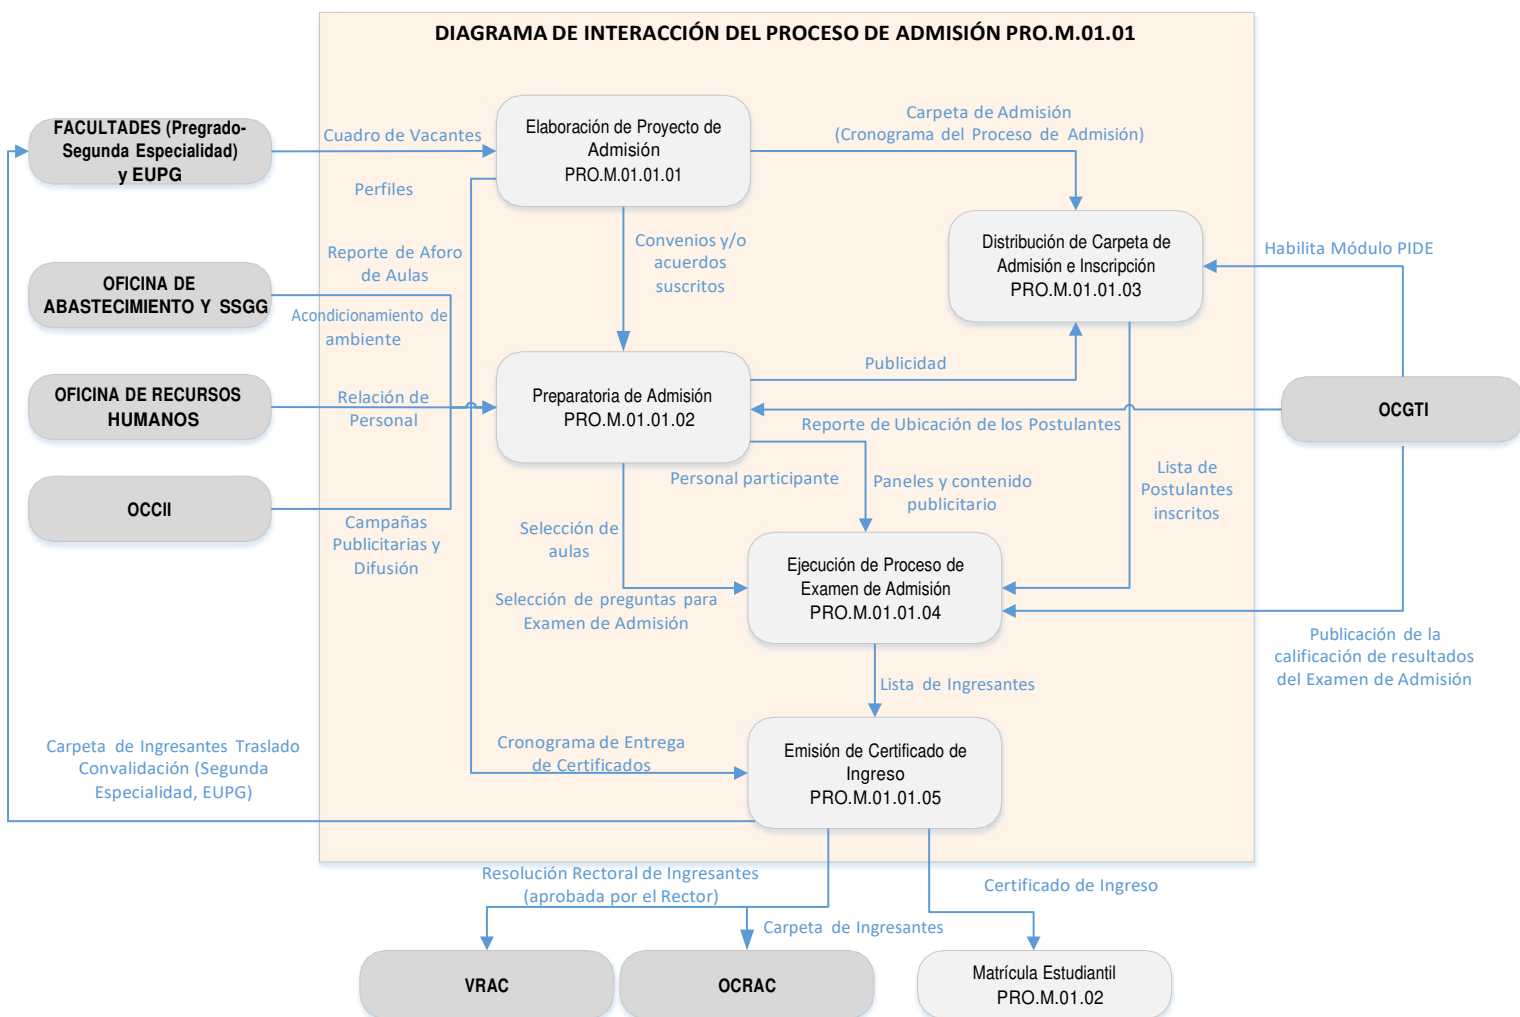 DIAGRAMA DE INTERACCIÓN DEL PROCESO DE ADMISIÓN PRO.M.01.01
FACULTADES (Pregrado-
Segunda Especialidad)
y EUPG
Cuadro de Vacantes
Perfiles
Elaboración de Proyecto de
Admisión
PRO.M.01.01.01
Carpeta de Admisión
(Cronograma del Proceso de Admisión)
Reporte de Aforo
de Aulas
Convenios y/o
acuerdos
suscritos
Distribución de Carpeta de
Admisión e Inscripción
PRO.M.01.01.03
Habilita Módulo PIDE
OFICINA DE
ABASTECIMIENTO Y SSGG
Acondicionamiento de
ambiente
Publicidad
OFICINA DE RECURSOS
HUMANOS
Relación de
Personal
Preparatoria de Admisión
PRO.M.01.01.02
Reporte de Ubicación de los Postulantes
OCGTI
Personal participante
Paneles y contenido
publicitario
Lista de
Postulantes
inscritos
OCCII
Campañas
Publicitarias y
Difusión
Selección de
aulas
Ejecución de Proceso de
Examen de Admisión
PRO.M.01.01.04
Selección de preguntas para
Examen de Admisión
Publicación de la
calificación de resultados
del Examen de Admisión
Lista de Ingresantes
Carpeta de Ingresantes Traslado
Convalidación (Segunda
Especialidad, EUPG)
Cronograma de Entrega
de Certificados
Emisión de Certificado de
Ingreso
PRO.M.01.01.05
Resolución Rectoral de Ingresantes
(aprobada por el Rector)
Certificado de Ingreso
Carpeta de Ingresantes
VRAC
OCRAC
Matrícula Estudiantil
PRO.M.01.02